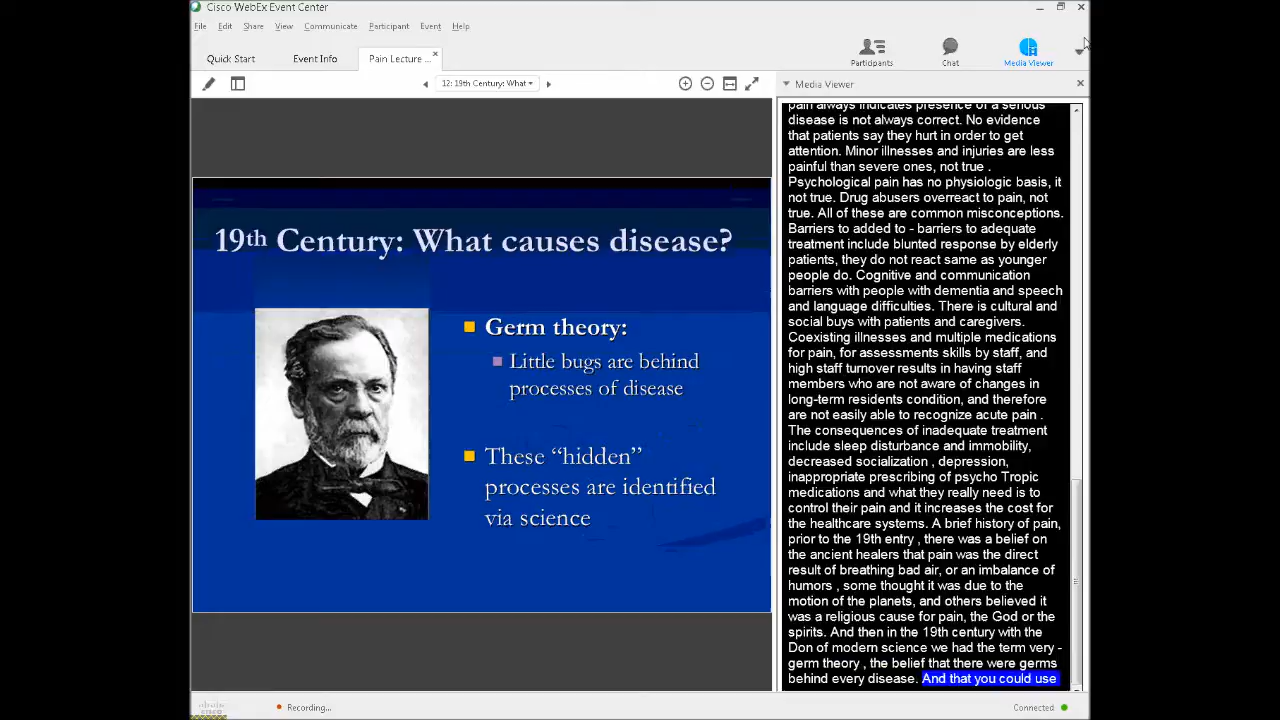 Cisco WebEx Event Center
File Edit Share View Communicate Participant Event Help
Quick Start Event Info Pain Lecture ...
Participants Chat Media Viewer
12: 19th Century: What
Media Viewer
19th Century: What causes disease?
Germ theory:
Little bugs are behind
processes of disease
These “hidden”
processes are identified
via science
pain always indicates presence of a serious
disease is not always correct. No evidence
that patients say they hurt in order to get
attention. Minor illnesses and injuries are less
painful than severe ones, not true .
Psychological pain has no physiologic basis, it
not true. Drug abusers overreact to pain, not
true. All of these are common misconceptions.
Barriers to added to - barriers to adequate
treatment include blunted response by elderly
patients, they do not react same as younger
people do. Cognitive and communication
barriers with people with dementia and speech
and language difficulties. There is cultural and
social buys with patients and caregivers.
Coexisting illnesses and multiple medications
for pain, for assessments skills by staff, and
high staff turnover results in having staff
members who are not aware of changes in
long-term residents condition, and therefore
are not easily able to recognize acute pain .
The consequences of inadequate treatment
include sleep disturbance and immobility,
decreased socialization , depression,
inappropriate prescribing of psycho Tropic
medications and what they really need is to
control their pain and it increases the cost for
the healthcare systems. A brief history of pain,
prior to the 19th entry , there was a belief on
the ancient healers that pain was the direct
result of breathing bad air, or an imbalance of
humors , some thought it was due to the
motion of the planets, and others believed it
was a religious cause for pain, the God or the
spirits. And then in the 19th century with the
Don of modern science we had the term very -
germ theory , the belief that there were germs
behind every disease. And that you could use
Recording...
Connected